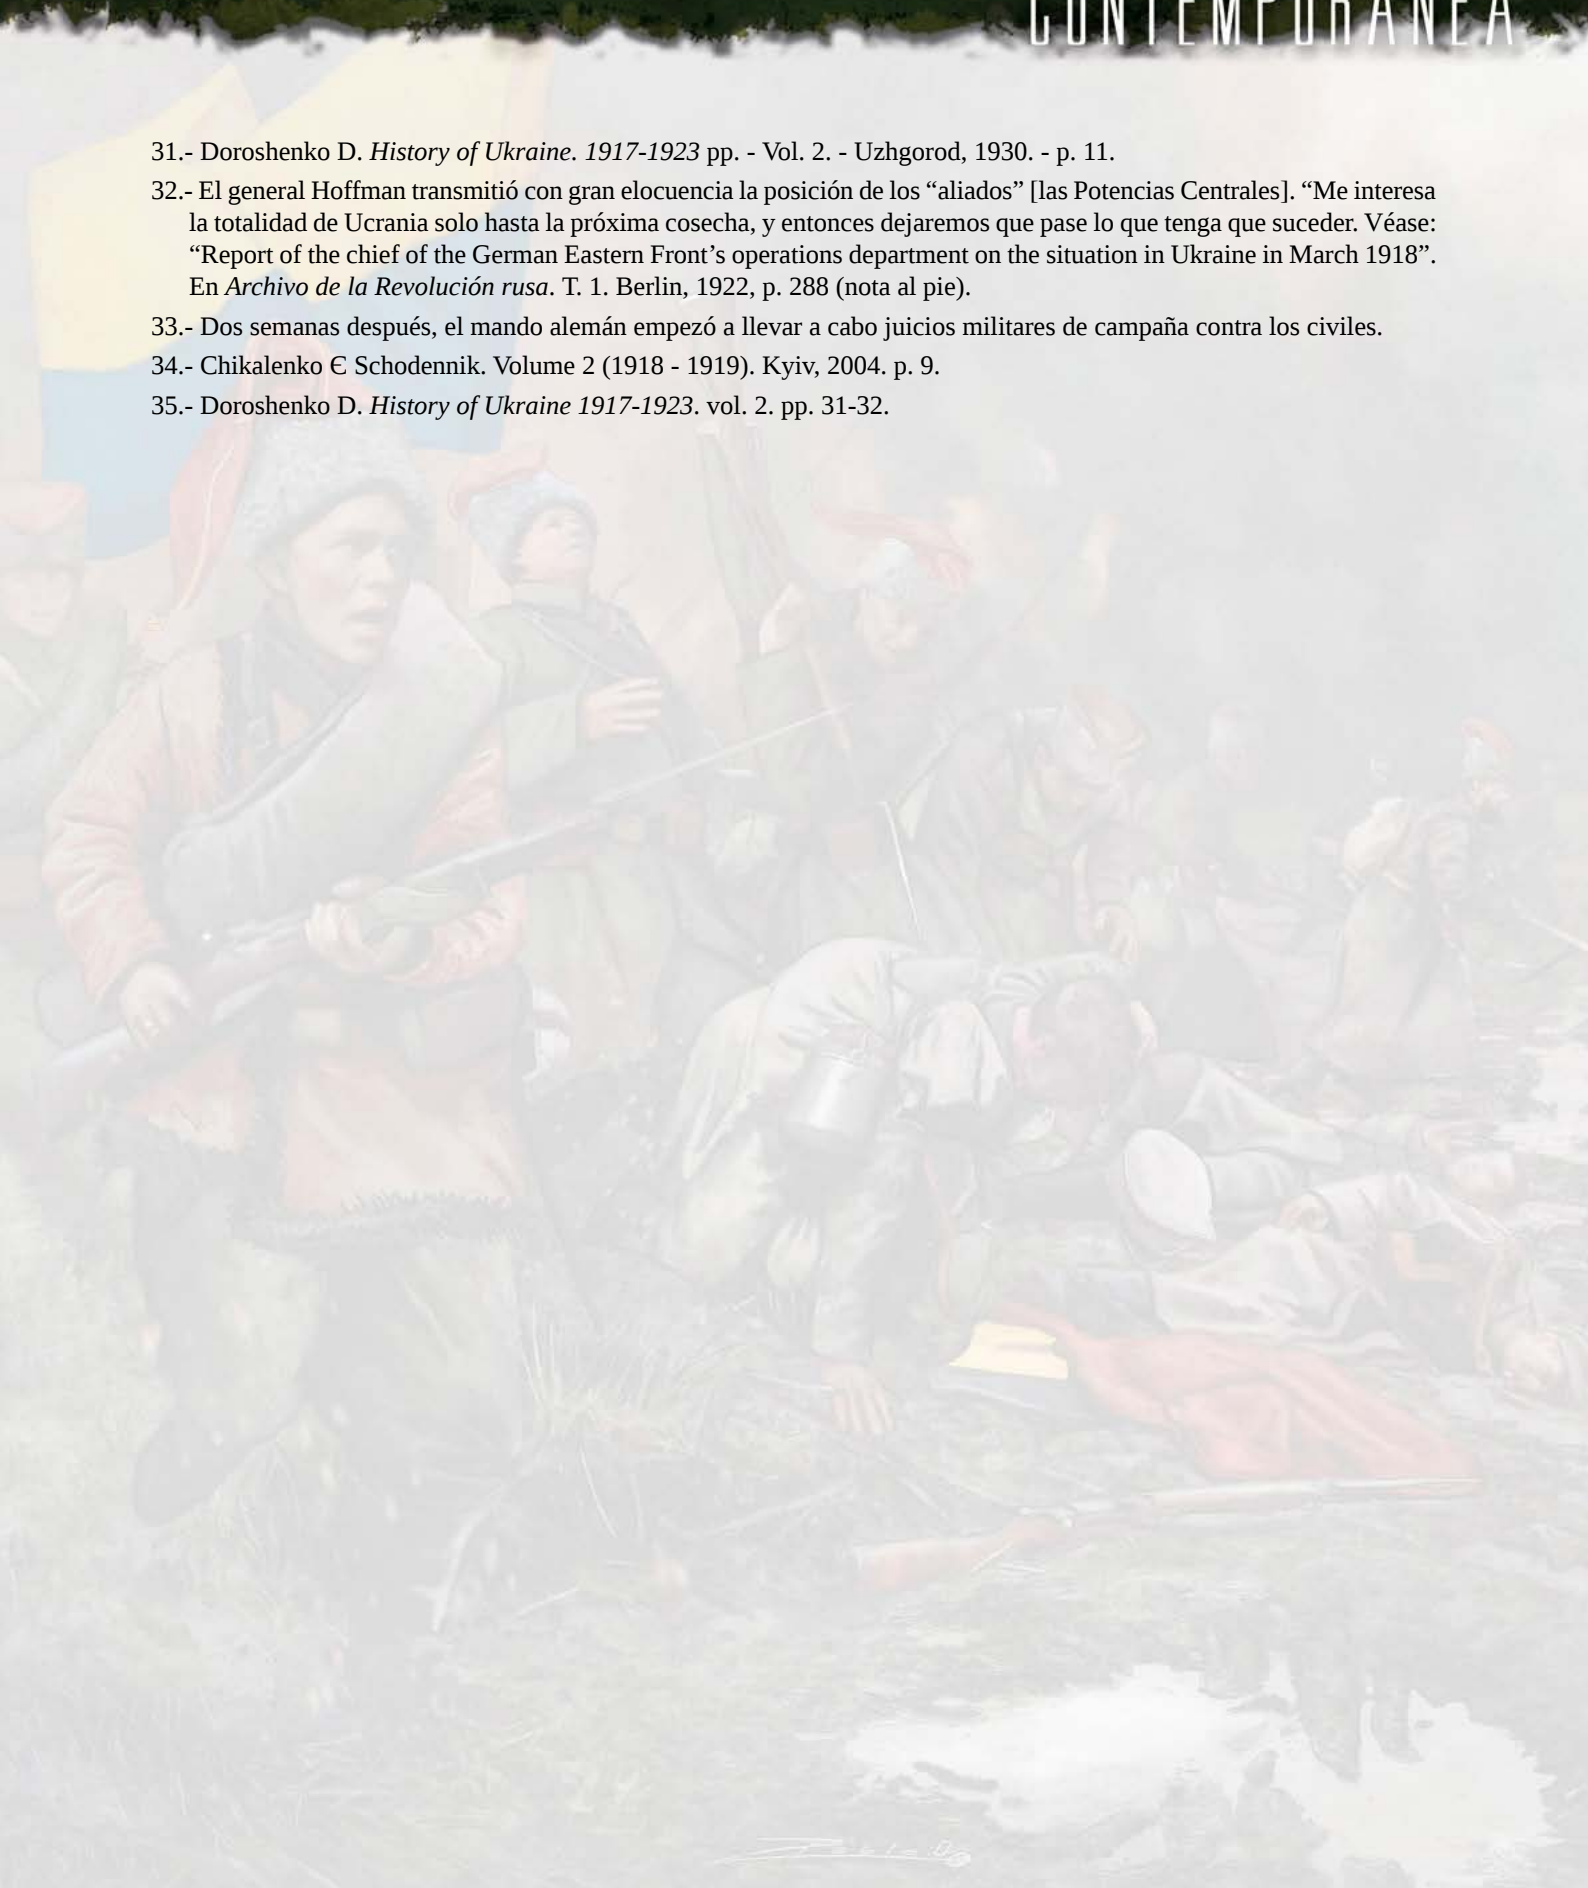 CONTEMPORÁNEA
31.- Doroshenko D. History of Ukraine. 1917-1923 pp. - Vol. 2. - Uzhgorod, 1930. - p. 11.
32.- El general Hoffman transmitió con gran elocuencia la posición de los “aliados” [las Potencias Centrales]. “Me interesa
la totalidad de Ucrania solo hasta la próxima cosecha, y entonces dejaremos que pase lo que tenga que suceder. Véase:
“Report of the chief of the German Eastern Front’s operations department on the situation in Ukraine in March 1918”.
En Archivo de la Revolución rusa. T. 1. Berlin, 1922, p. 288 (nota al pie).
33.- Dos semanas después, el mando alemán empezó a llevar a cabo juicios militares de campaña contra los civiles.
34.- Chikalenko Є Schodennik. Volume 2 (1918 - 1919). Kyiv, 2004. p. 9.
35.- Doroshenko D. History of Ukraine 1917-1923. vol. 2. pp. 31-32.